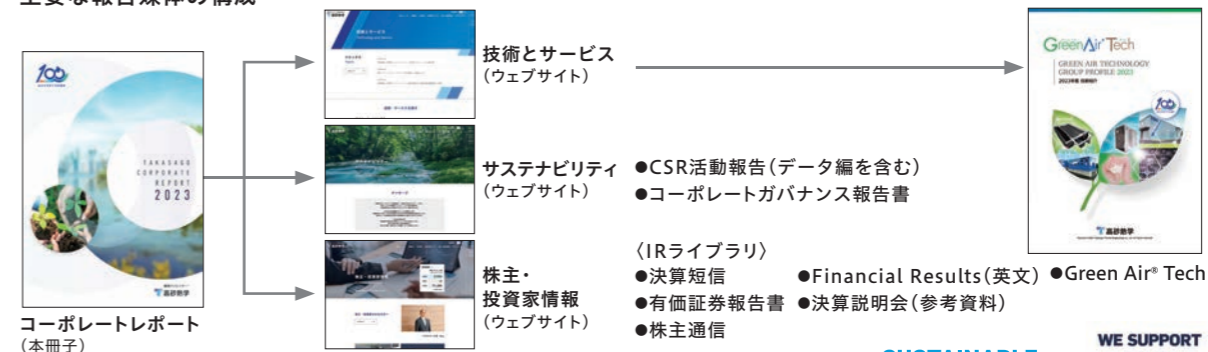 主要な報告媒体の構成
100
TAKASAGO
CORPORATE
REPORT
2023
高砂熱学
コーポレートレポート
(本冊子)
技術とサービス
(ウェブサイト)
サステナビリティ
(ウェブサイト)
株主・
投資家情報
(ウェブサイト)
●CSR活動報告(データ編を含む)
●コーポレートガバナンス報告書
〈IRライブラリ〉
●決算短信 ●Financial Results(英文)
●有価証券報告書 ●決算説明会(参考資料)
●株主通信
Green Air® Tech
GREEN AIR TECHNOLOGY
GROUP PROFILE 2023
100
高砂熱学
●Green Air® Tech
SUSTAINABLE
WE SUPPORT